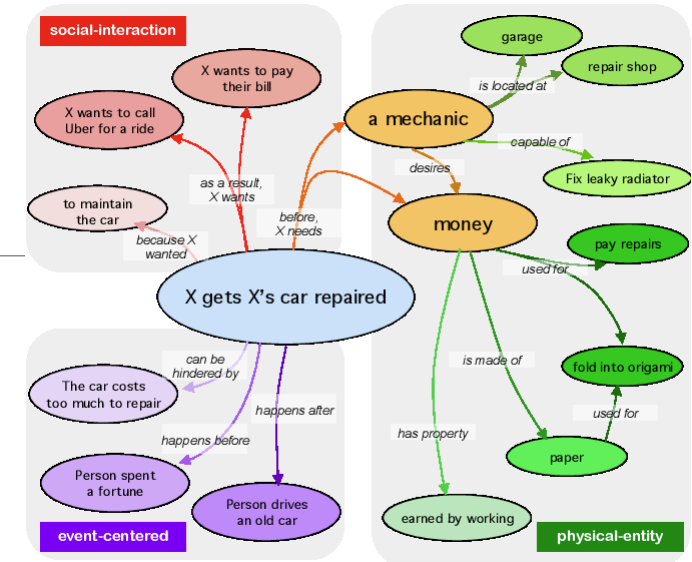 social-interaction
X wants to pay
their bill
X wants to call
Uber for a ride
to maintain
the car
as a result,
X wants
because X
wanted
before,
X needs
garage
repair shop
is located at
a mechanic
capable of
Fix leaky radiator
desires
money
pay repairs
used for
X gets X's car repaired
is made of
fold into origami
used for
has property
paper
earned by working
physical-entity
can be
hindered by
The car costs
too much to repair
happens after
happens before
Person spent
a fortune
Person drives
an old car
event-centered